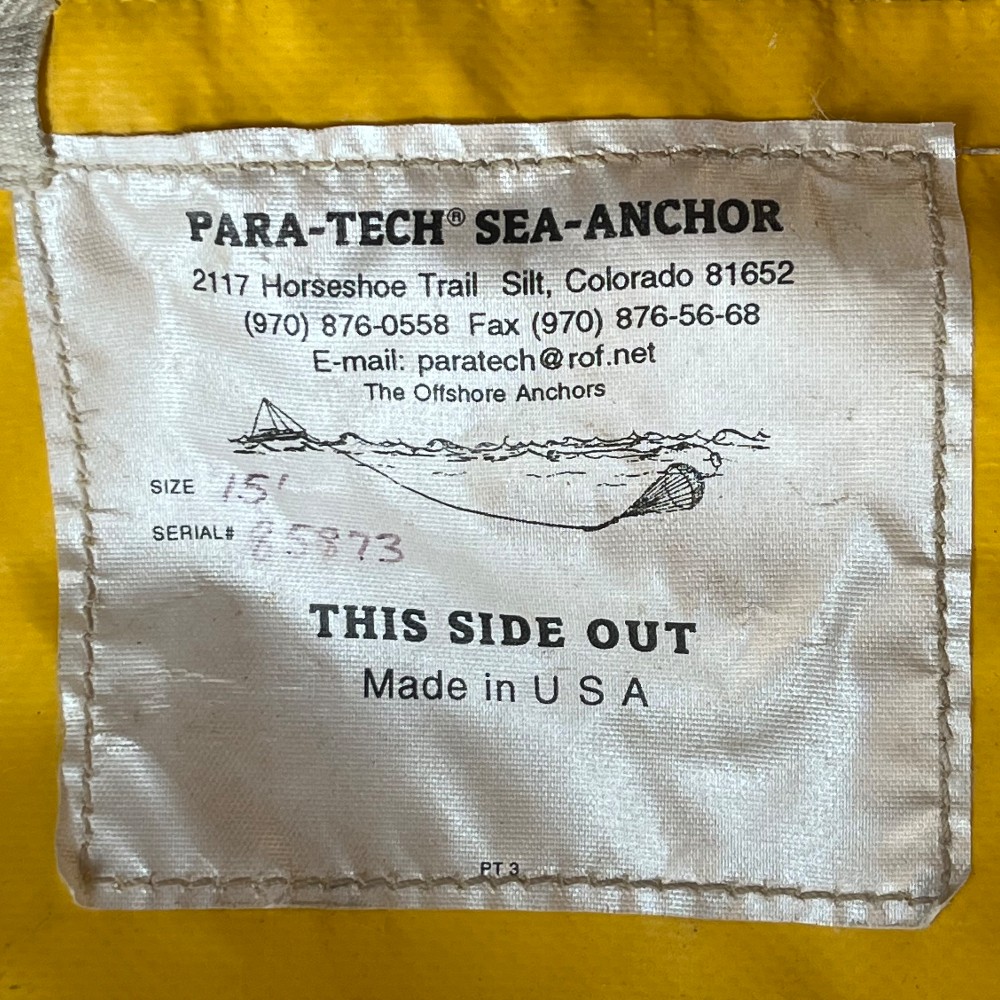 PARA-TECH® SEA-ANCHOR
2117 Horseshoe Trail Silt, Colorado 81652
(970) 876-0558 Fax (970) 876-56-68
E-mail: paratech@rof.net
The Offshore Anchors
SIZE 15'
SERIAL# 85873
THIS SIDE OUT
Made in U S A
PT 3